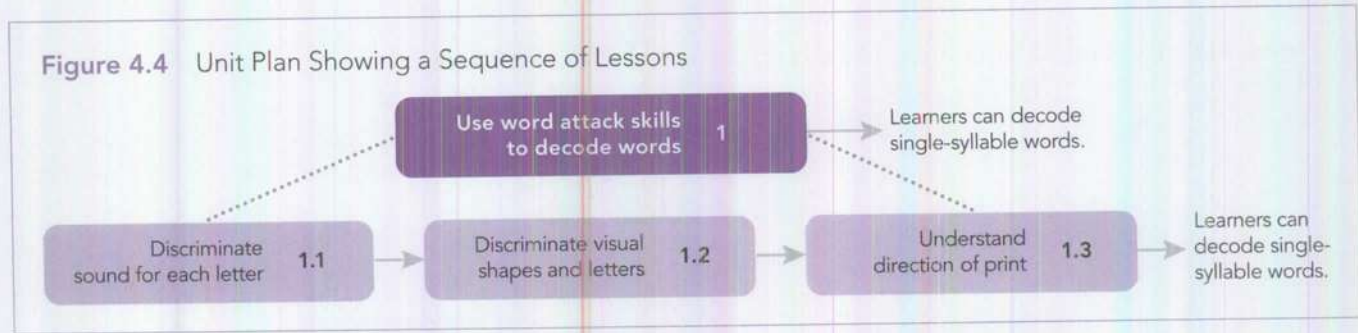 Figure 4.4 Unit Plan Showing a Sequence of Lessons
Use word attack skills
to decode words
1
Learners can decode
single-syllable words.
Discriminate
sound for each letter
1.1
Discriminate visual
shapes and letters
1.2
Understand
direction of print
1.3
Learners can
decode single-
syllable words.